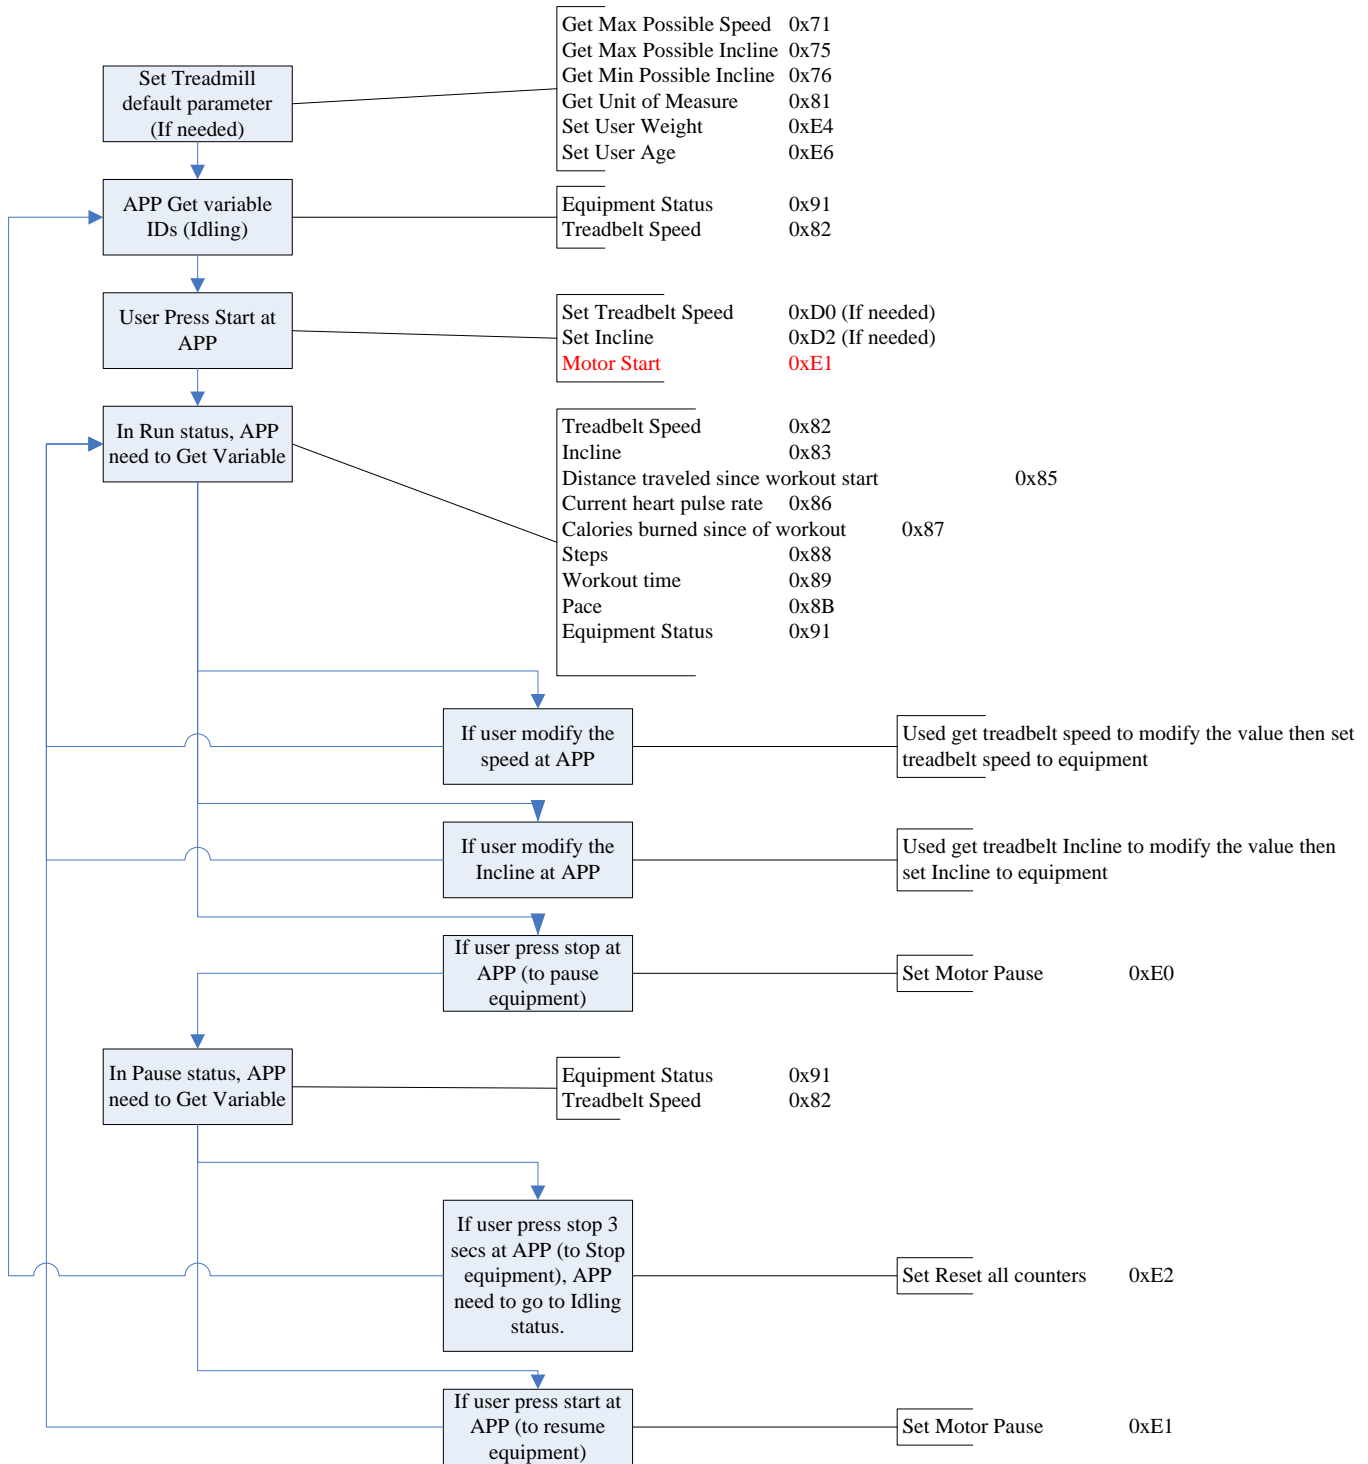 Get Max Possible Speed 0x71
Get Max Possible Incline 0x75
Get Min Possible Incline 0x76
Get Unit of Measure 0x81
Set User Weight 0xE4
Set User Age 0xE6
Set Treadmill
default parameter
(If needed)
APP Get variable
IDs (Idling)
Equipment Status 0x91
Treadbelt Speed 0x82
User Press Start at
APP
Set Treadbelt Speed 0xD0 (If needed)
Set Incline 0xD2 (If needed)
Motor Start 0xE1
In Run status, APP
need to Get Variable
Treadbelt Speed 0x82
Incline 0x83
Distance traveled since workout start 0x85
Current heart pulse rate 0x86
Calories burned since of workout 0x87
Steps 0x88
Workout time 0x89
Pace 0x8B
Equipment Status 0x91
If user modify the
speed at APP
Used get treadbelt speed to modify the value then set
treadbelt speed to equipment
If user modify the
Incline at APP
Used get treadbelt Incline to modify the value then
set Incline to equipment
If user press stop at
APP (to pause
equipment)
Set Motor Pause 0xE0
In Pause status, APP
need to Get Variable
Equipment Status 0x91
Treadbelt Speed 0x82
If user press stop 3
secs at APP (to Stop
equipment), APP
need to go to Idling
status.
Set Reset all counters 0xE2
If user press start at
APP (to resume
equipment)
Set Motor Pause 0xE1